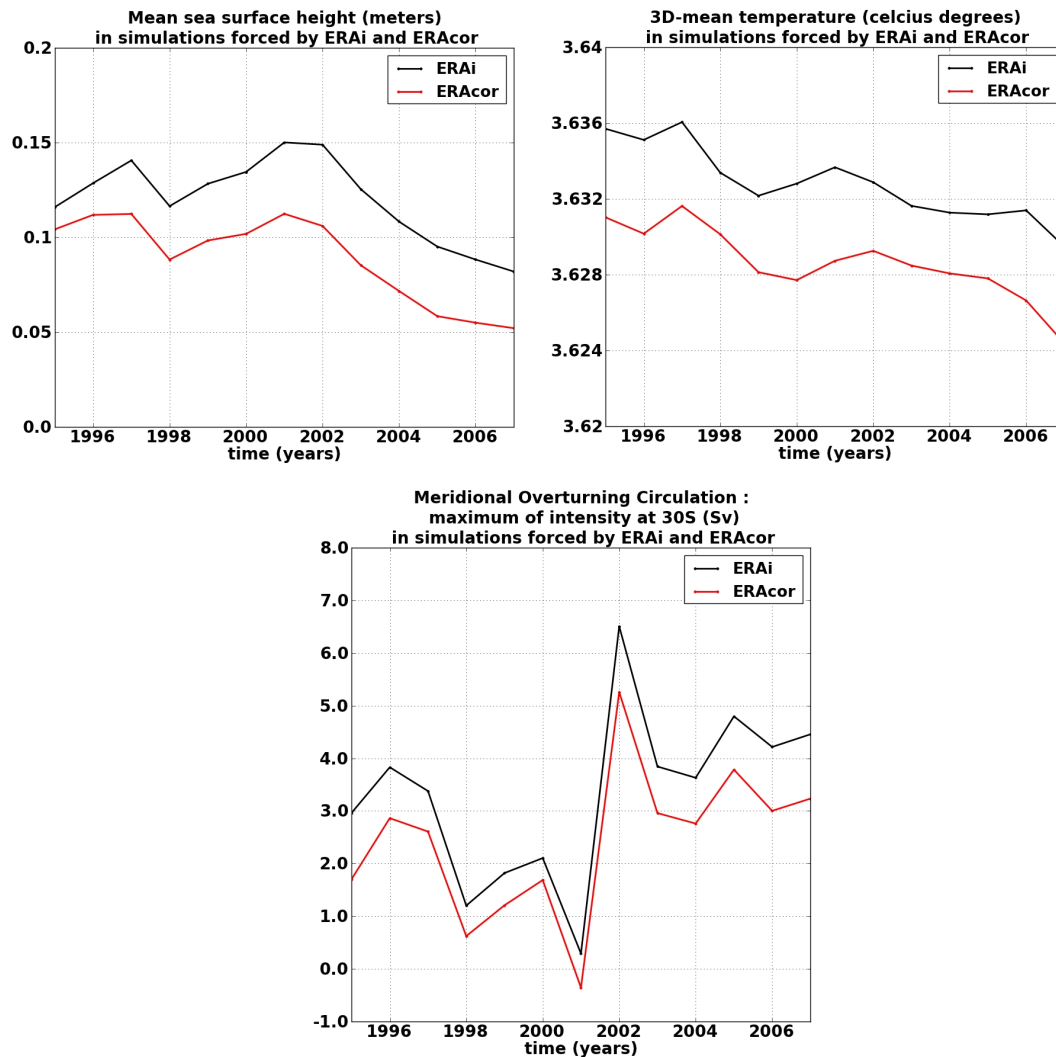 Mean sea surface height (meters)
in simulations forced by ERAi and ERAcor
0.2
0.15
0.1
0.05
0.0
ERAi
ERAcor
1996 1998 2000 2002 2004 2006
time (years)
3D-mean temperature (celcius degrees)
in simulations forced by ERAi and ERAcor
3.64
3.636
3.632
3.628
3.624
3.62
ERAi
ERAcor
1996 1998 2000 2002 2004 2006
time (years)
Meridional Overturning Circulation :
maximum of intensity at 30S (Sv)
in simulations forced by ERAi and ERAcor
8.0
7.0
6.0
5.0
4.0
3.0
2.0
1.0
0.0
-1.0
ERAi
ERAcor
1996 1998 2000 2002 2004 2006
time (years)